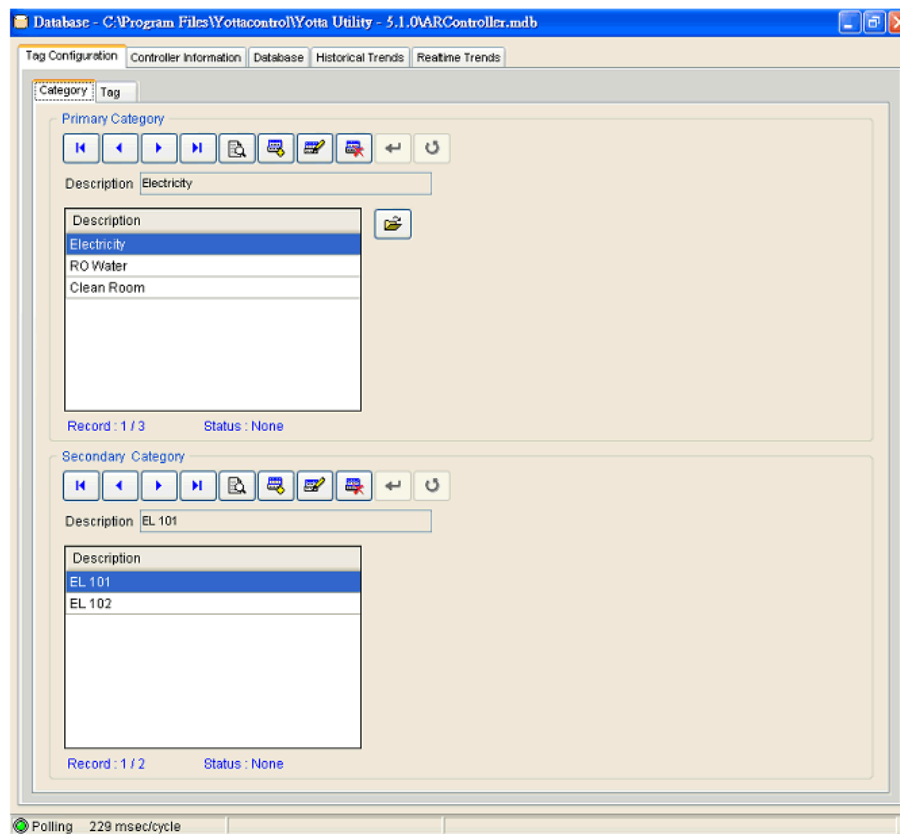 Database - C:\Program Files\Yottacontrol\Yotta Utility - 5.1.0\ARController.mdb
Tag Configuration Controller Information Database Historical Trends Realtime Trends
Category Tag
Primary Category
Description Electricity
Description
Electricity
RO Water
Clean Room
Record : 1 / 3 Status : None
Secondary Category
Description EL 101
Description
EL 101
EL 102
Record : 1 / 2 Status : None
Polling 229 msec/cycle